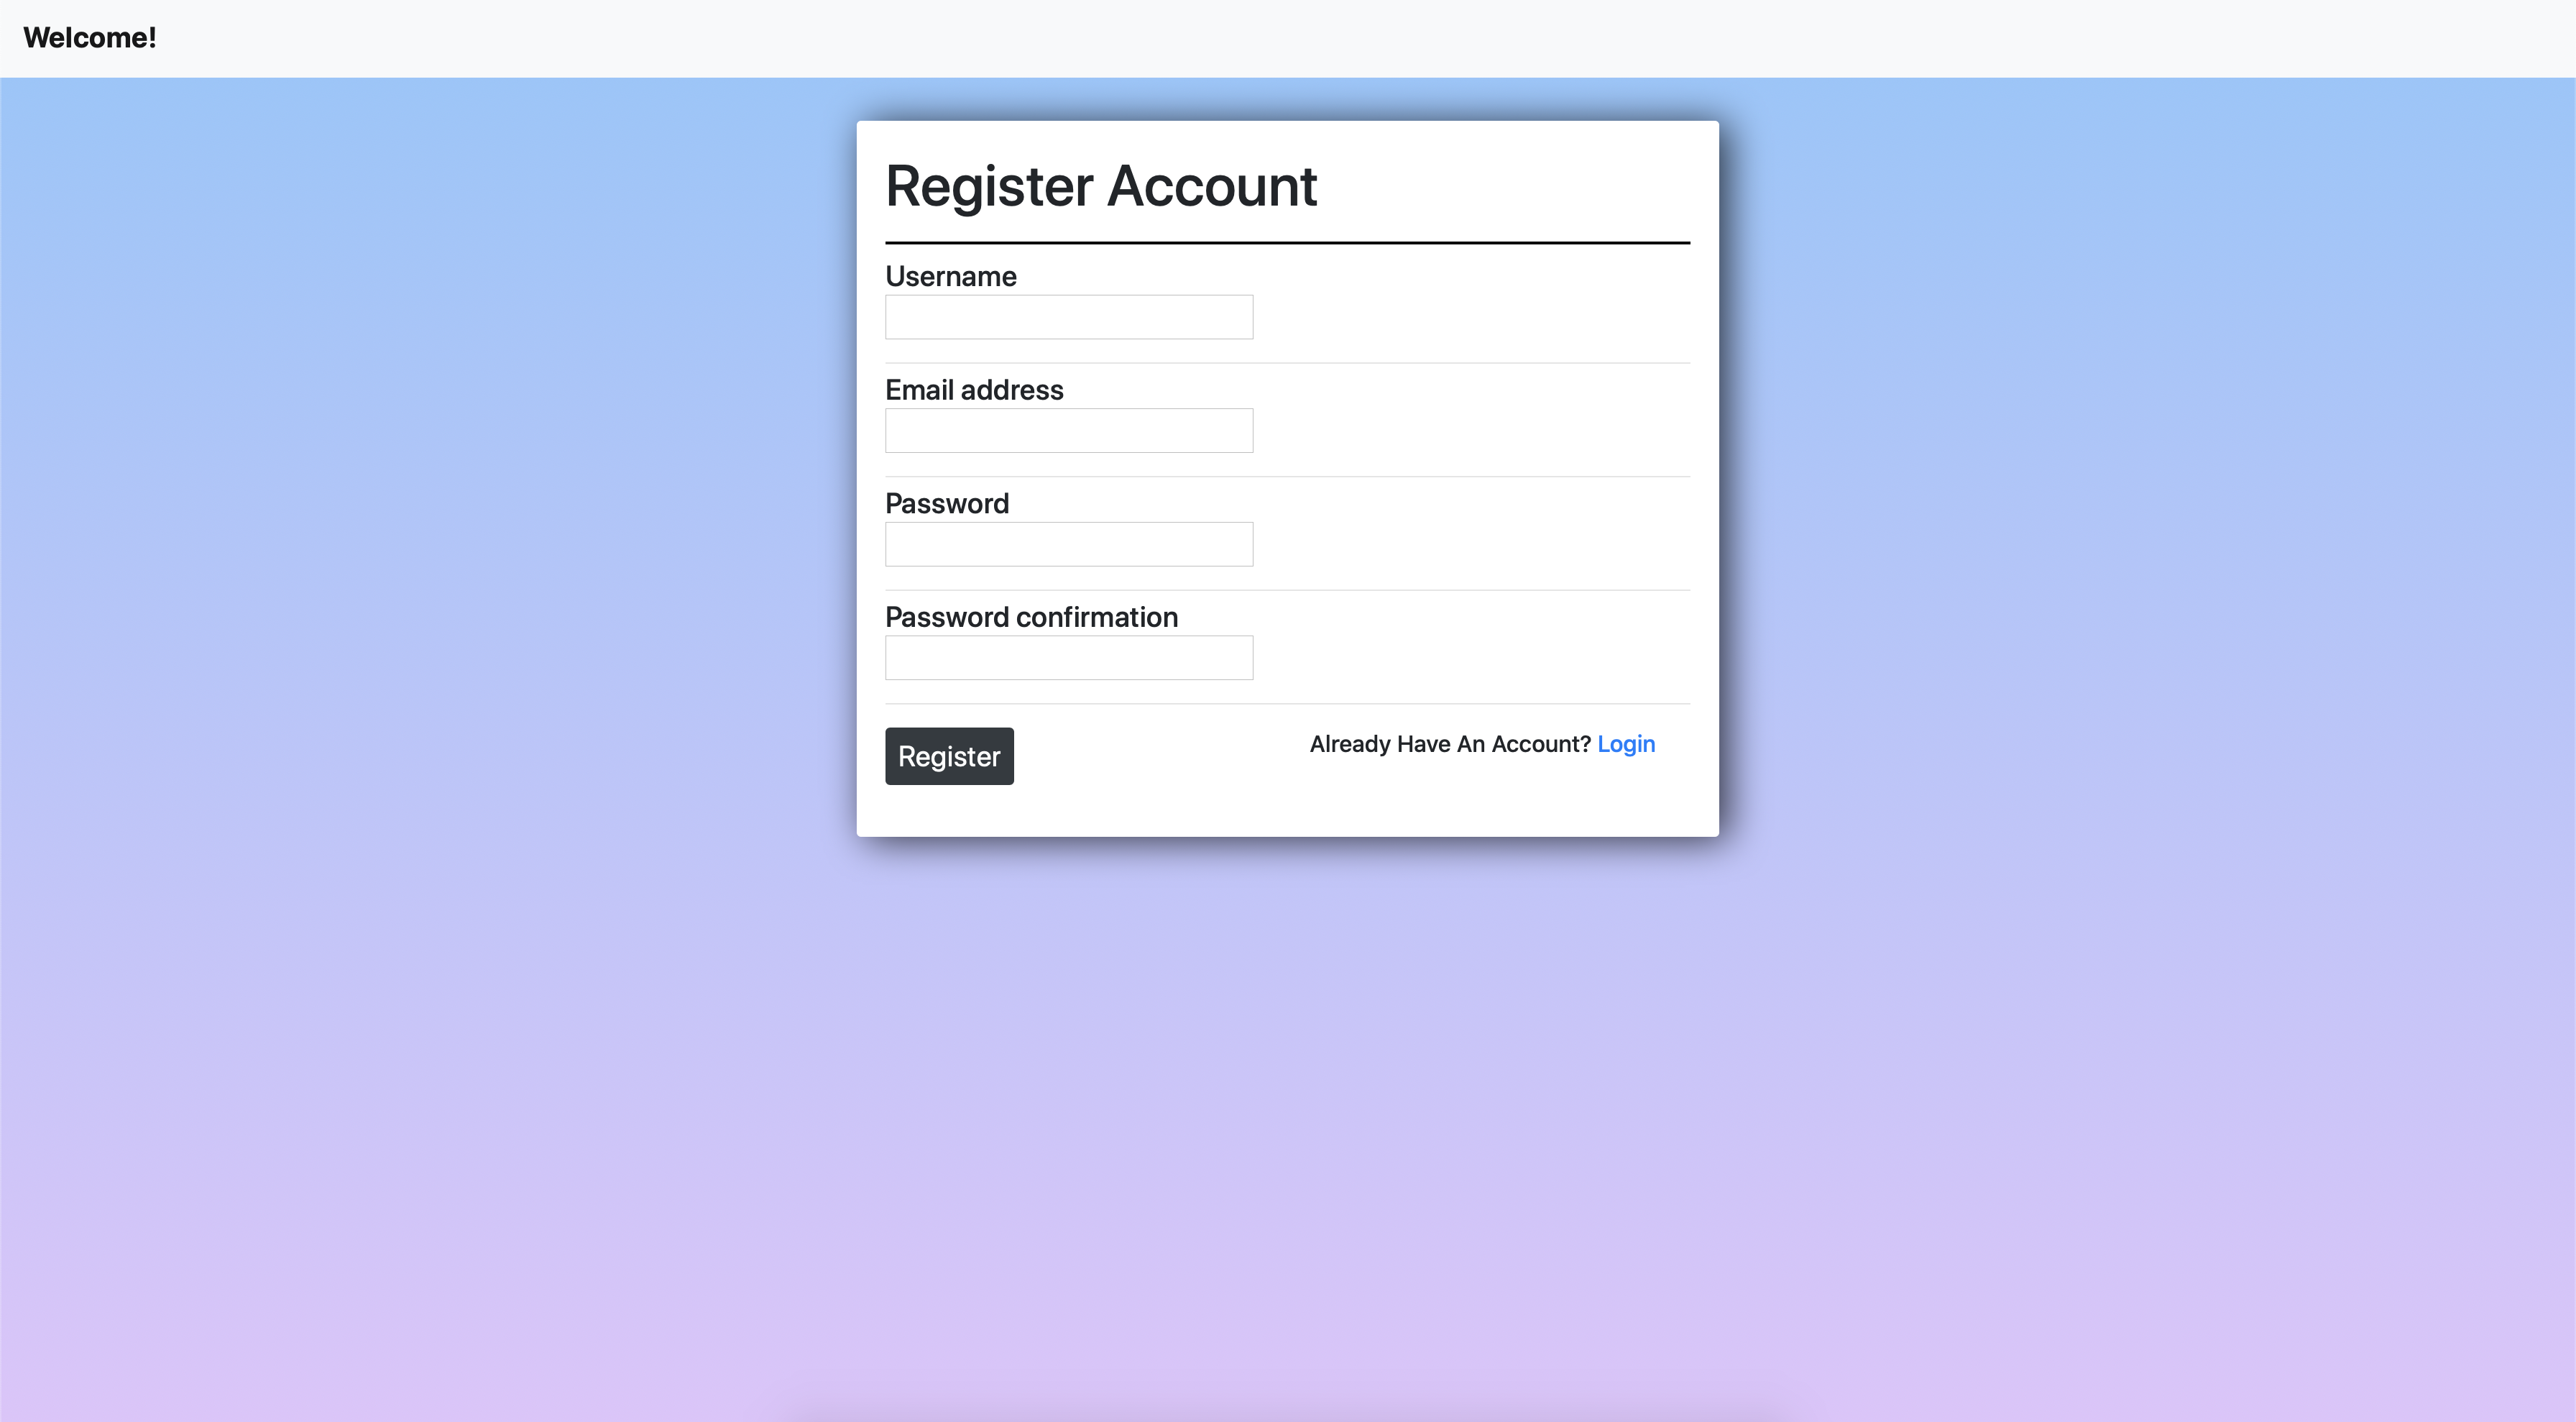 Welcome!
Register Account
Username
Email address
Password
Password confirmation
Register
Already Have An Account? Login